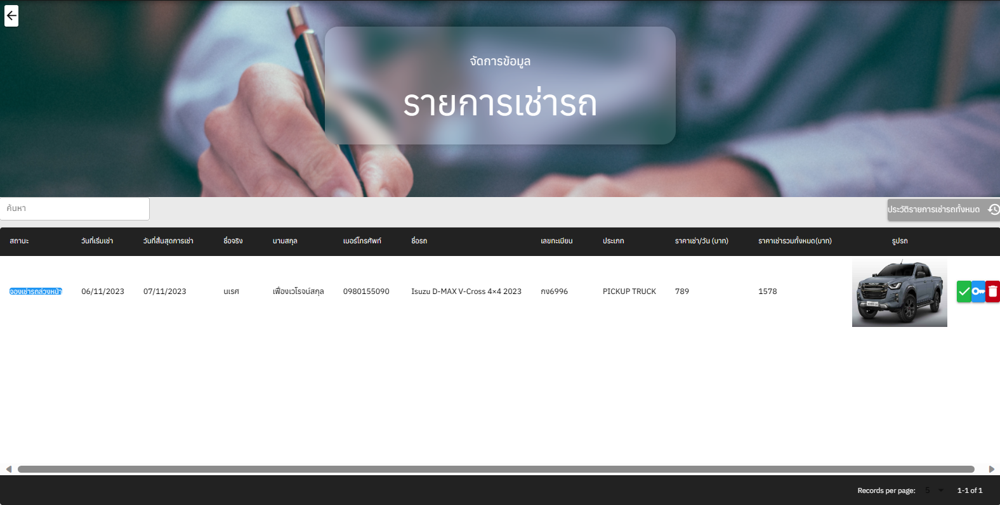 จัดการข้อมูล
รายการเช่ารถ
ค้นหา
ประวัติรายการเช่ารถทั้งหมด
สถานะ วันที่เริ่มเช่า วันที่สิ้นสุดการเช่า ชื่อจริง นามสกุล เบอร์โทรศัพท์ ชื่อรถ เลขทะเบียน ประเภท ราคาเช่า/วัน (บาท) ราคาเช่ารวมทั้งหมด(บาท) รูปรถ
จองเช่ารถล่วงหน้า 06/11/2023 07/11/2023 นเรศ เฟื่องเวโรจน์สกุล 0980155090 Isuzu D-MAX V-Cross 4×4 2023 กง6996 PICKUP TRUCK 789 1578
Records per page: 5 1-1 of 1